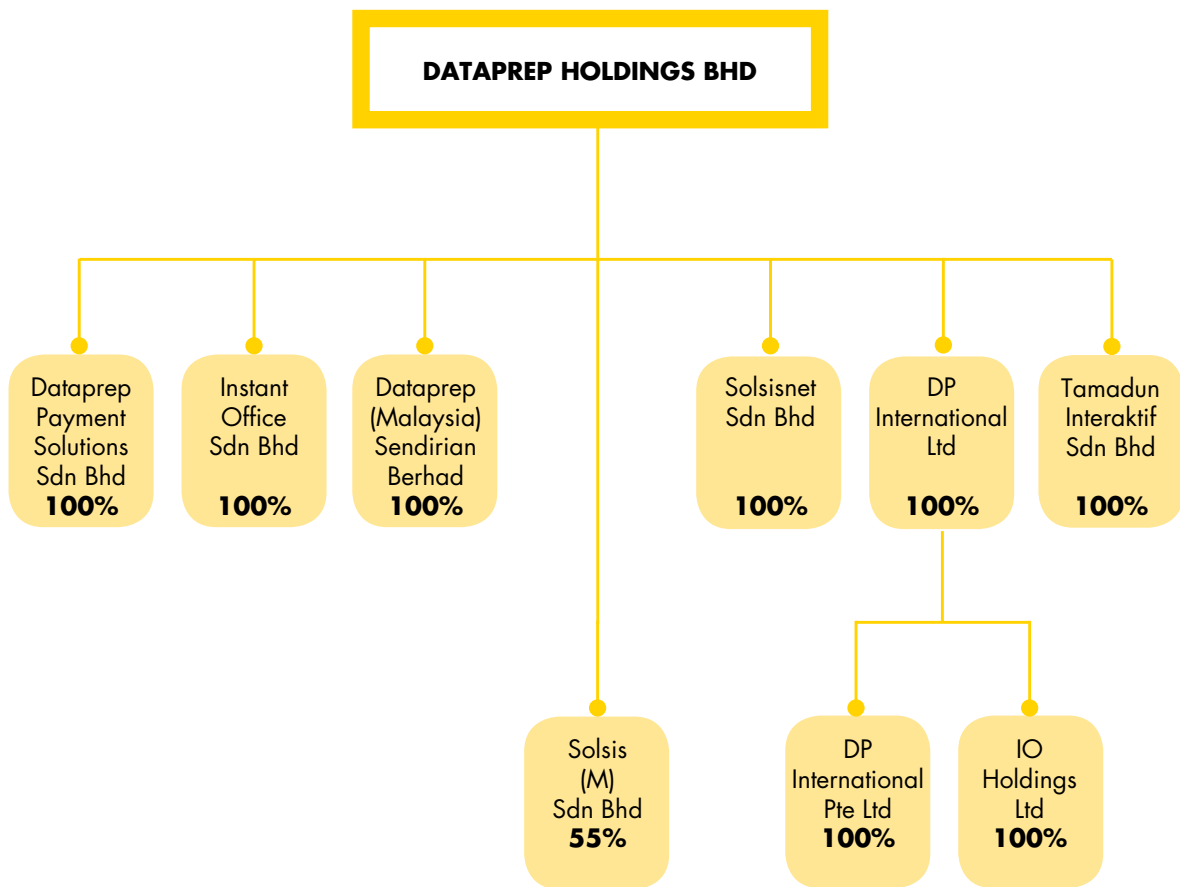 DATAPREP HOLDINGS BHD
Dataprep
Payment
Solutions
Sdn Bhd
100%
Instant
Office
Sdn Bhd
100%
Dataprep
(Malaysia)
Sendirian
Berhad
100%
Solsisnet
Sdn Bhd
100%
DP
International
Ltd
100%
Tamadun
Interaktif
Sdn Bhd
100%
Solsis
(M)
Sdn Bhd
55%
DP
International
Pte Ltd
100%
IO
Holdings
Ltd
100%